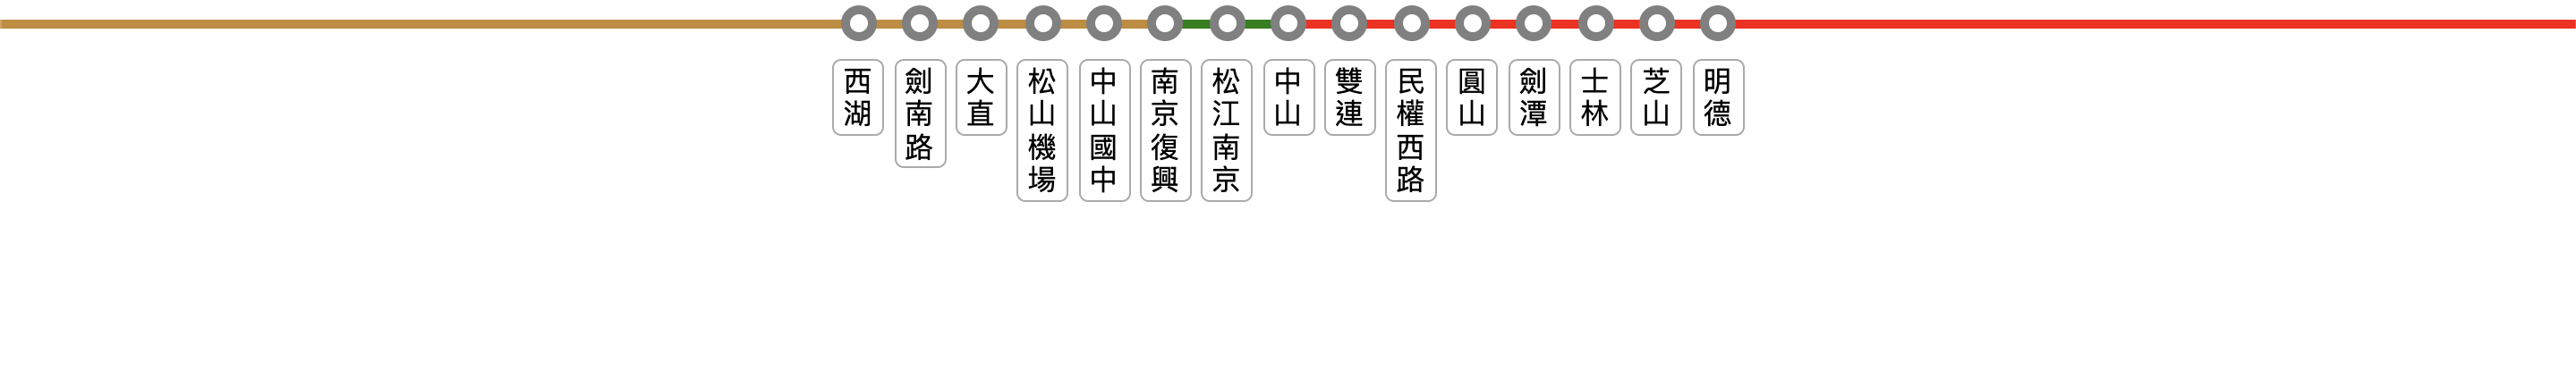 西湖
劍南路
大直
松山機場
中山國中
南京復興
松江南京
中山
雙連
民權西路
圓山
劍潭
士林
芝山
明德